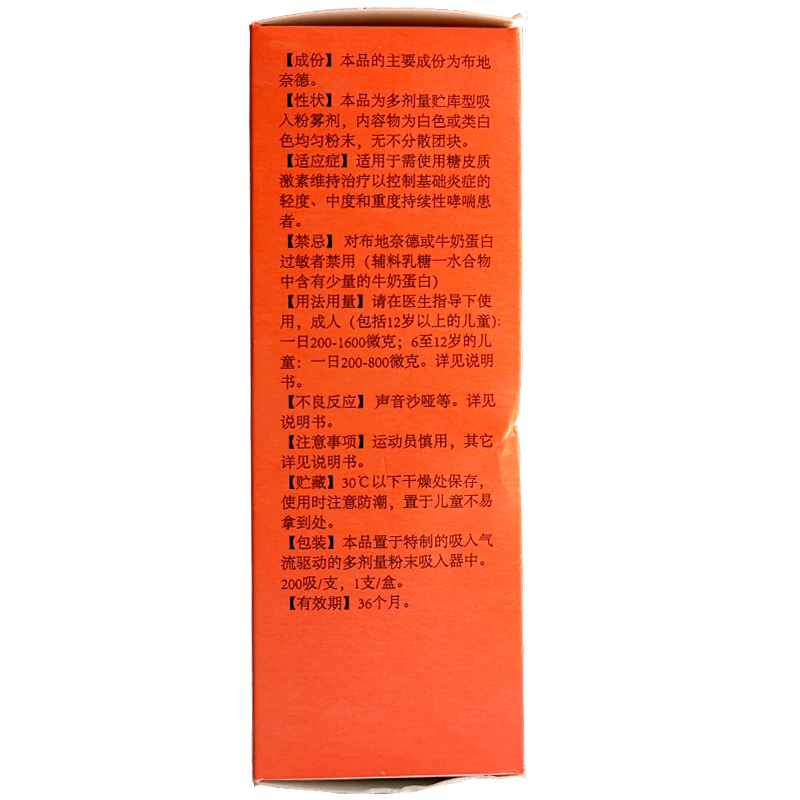 【成份】本品的主要成份为布地
奈德。
【性状】本品为多剂量贮库型吸
入粉雾剂，内容物为白色或类白
色均匀粉末，无不分散团块。
【适应症】适用于需使用糖皮质
激素维持治疗以控制基础炎症的
轻度、中度和重度持续性哮喘患
者。
【禁忌】对布地奈德或牛奶蛋白
过敏者禁用（辅料乳糖一水合物
中含有少量的牛奶蛋白）
【用法用量】请在医生指导下使
用，成人（包括12岁以上的儿童）：
一日200-1600微克；6至12岁的儿
童：一日200-800微克。详见说明
书。
【不良反应】声音沙哑等。详见
说明书。
【注意事项】运动员慎用，其它
详见说明书。
【贮藏】30℃以下干燥处保存，
使用时注意防潮，置于儿童不易
拿到处。
【包装】本品置于特制的吸入气
流驱动的多剂量粉末吸入器中。
200吸/支，1支/盒。
【有效期】36个月。